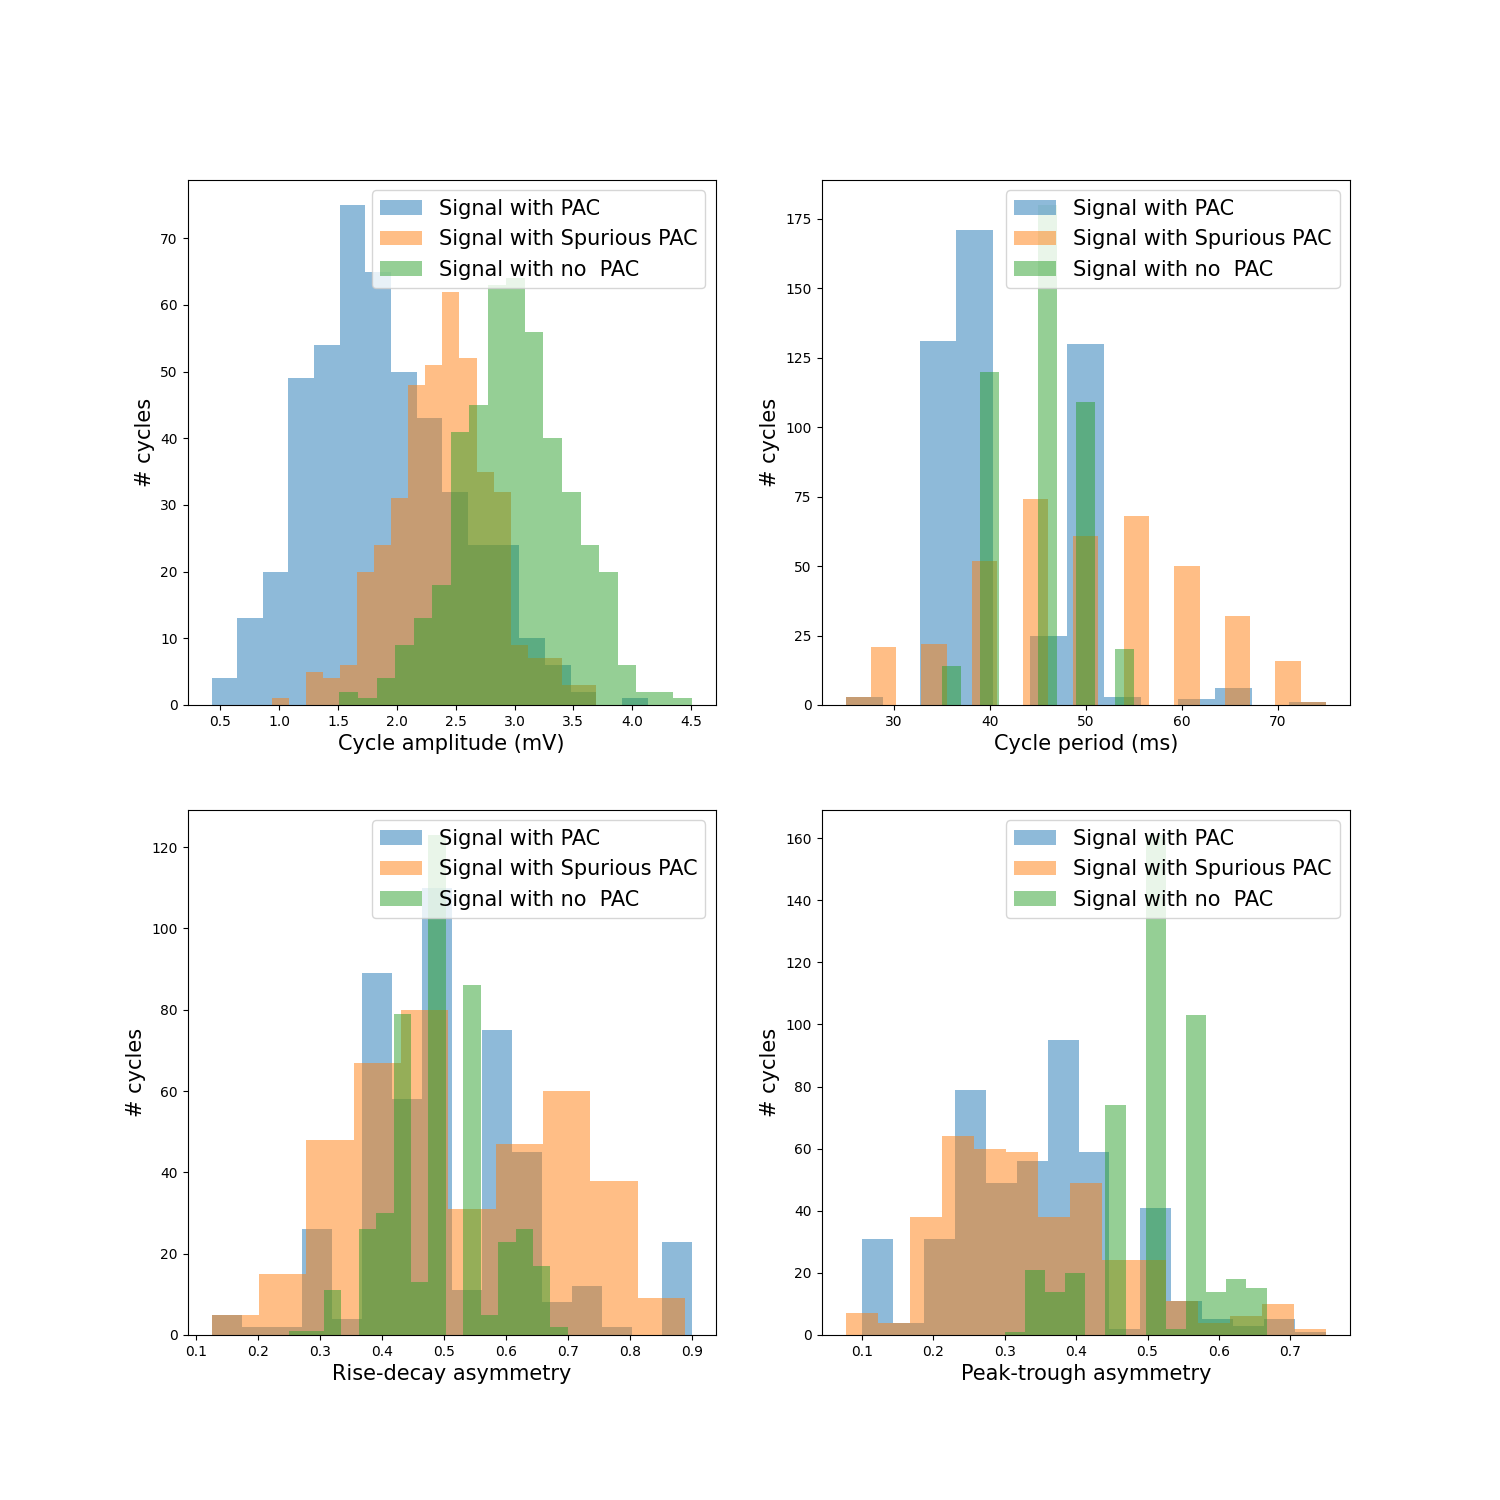 Signal with PAC
Signal with Spurious PAC
Signal with no  PAC
70
60
50
40
30
20
10
0
# cycles
0.5 1.0 1.5 2.0 2.5 3.0 3.5 4.0 4.5
Cycle amplitude (mV)
Signal with PAC
Signal with Spurious PAC
Signal with no  PAC
175
150
125
100
75
50
25
0
# cycles
30 40 50 60 70
Cycle period (ms)
Signal with PAC
Signal with Spurious PAC
Signal with no  PAC
120
100
80
60
40
20
0
# cycles
0.1 0.2 0.3 0.4 0.5 0.6 0.7 0.8 0.9
Rise-decay asymmetry
Signal with PAC
Signal with Spurious PAC
Signal with no  PAC
160
140
120
100
80
60
40
20
0
# cycles
0.1 0.2 0.3 0.4 0.5 0.6 0.7
Peak-trough asymmetry